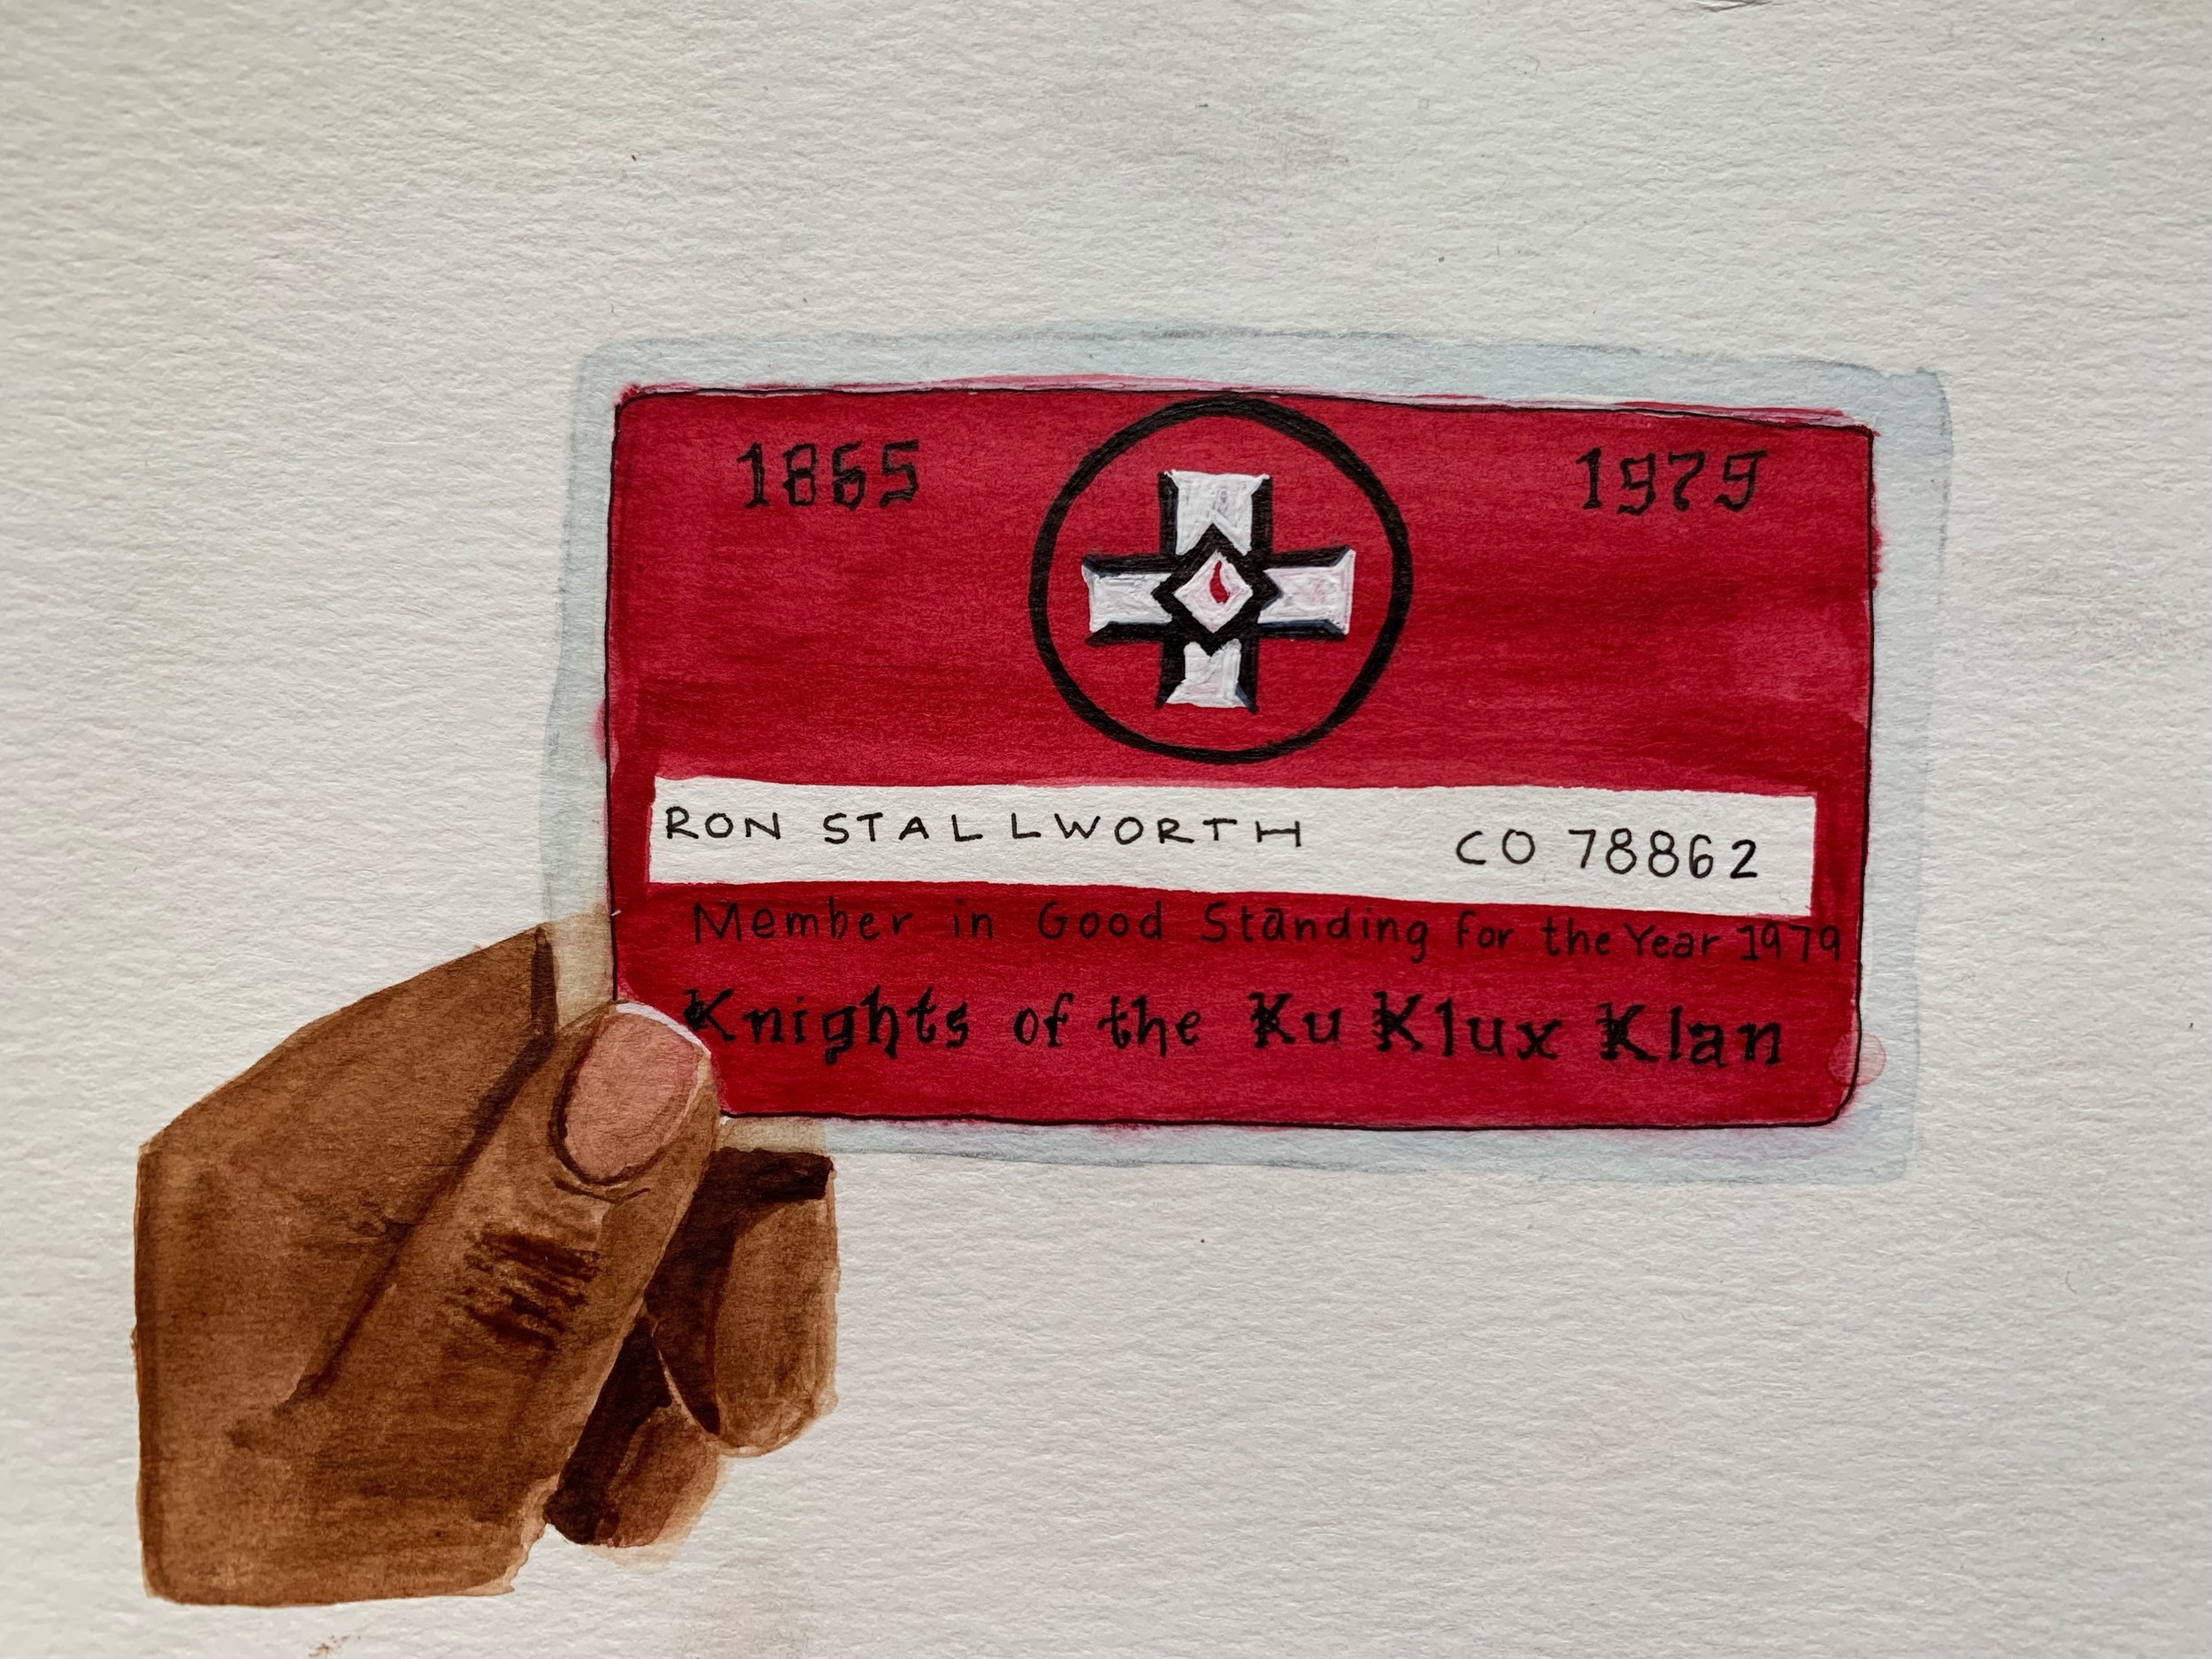 1865 1979
RON STALLWORTH CO 78862
Member in Good Standing for the Year 1979
Knights of the Ku Klux Klan